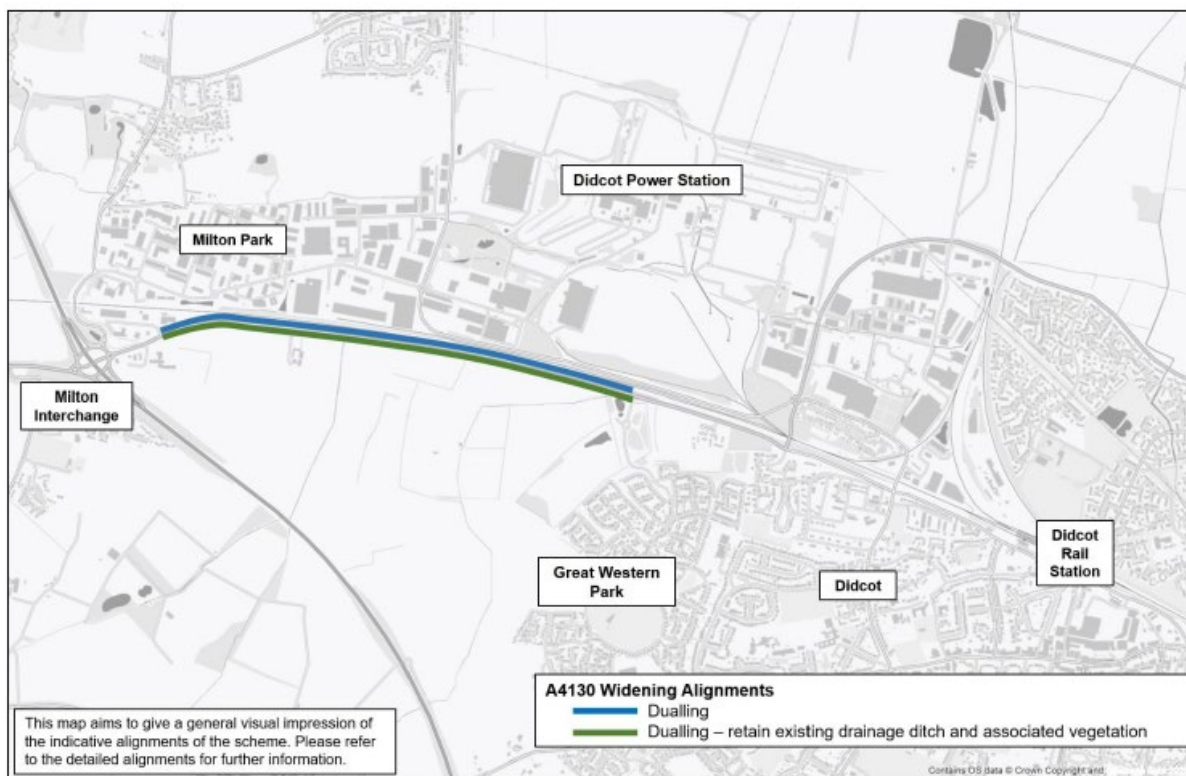 Didcot Power Station
Milton Park
Milton
Interchange
Great Western
Park
Didcot
Didcot
Rail
Station
A4130 Widening Alignments
Dualling
Dualling – retain existing drainage ditch and associated vegetation
This map aims to give a general visual impression of
the indicative alignments of the scheme. Please refer
to the detailed alignments for further information.
Contains OS data © Crown Copyright and